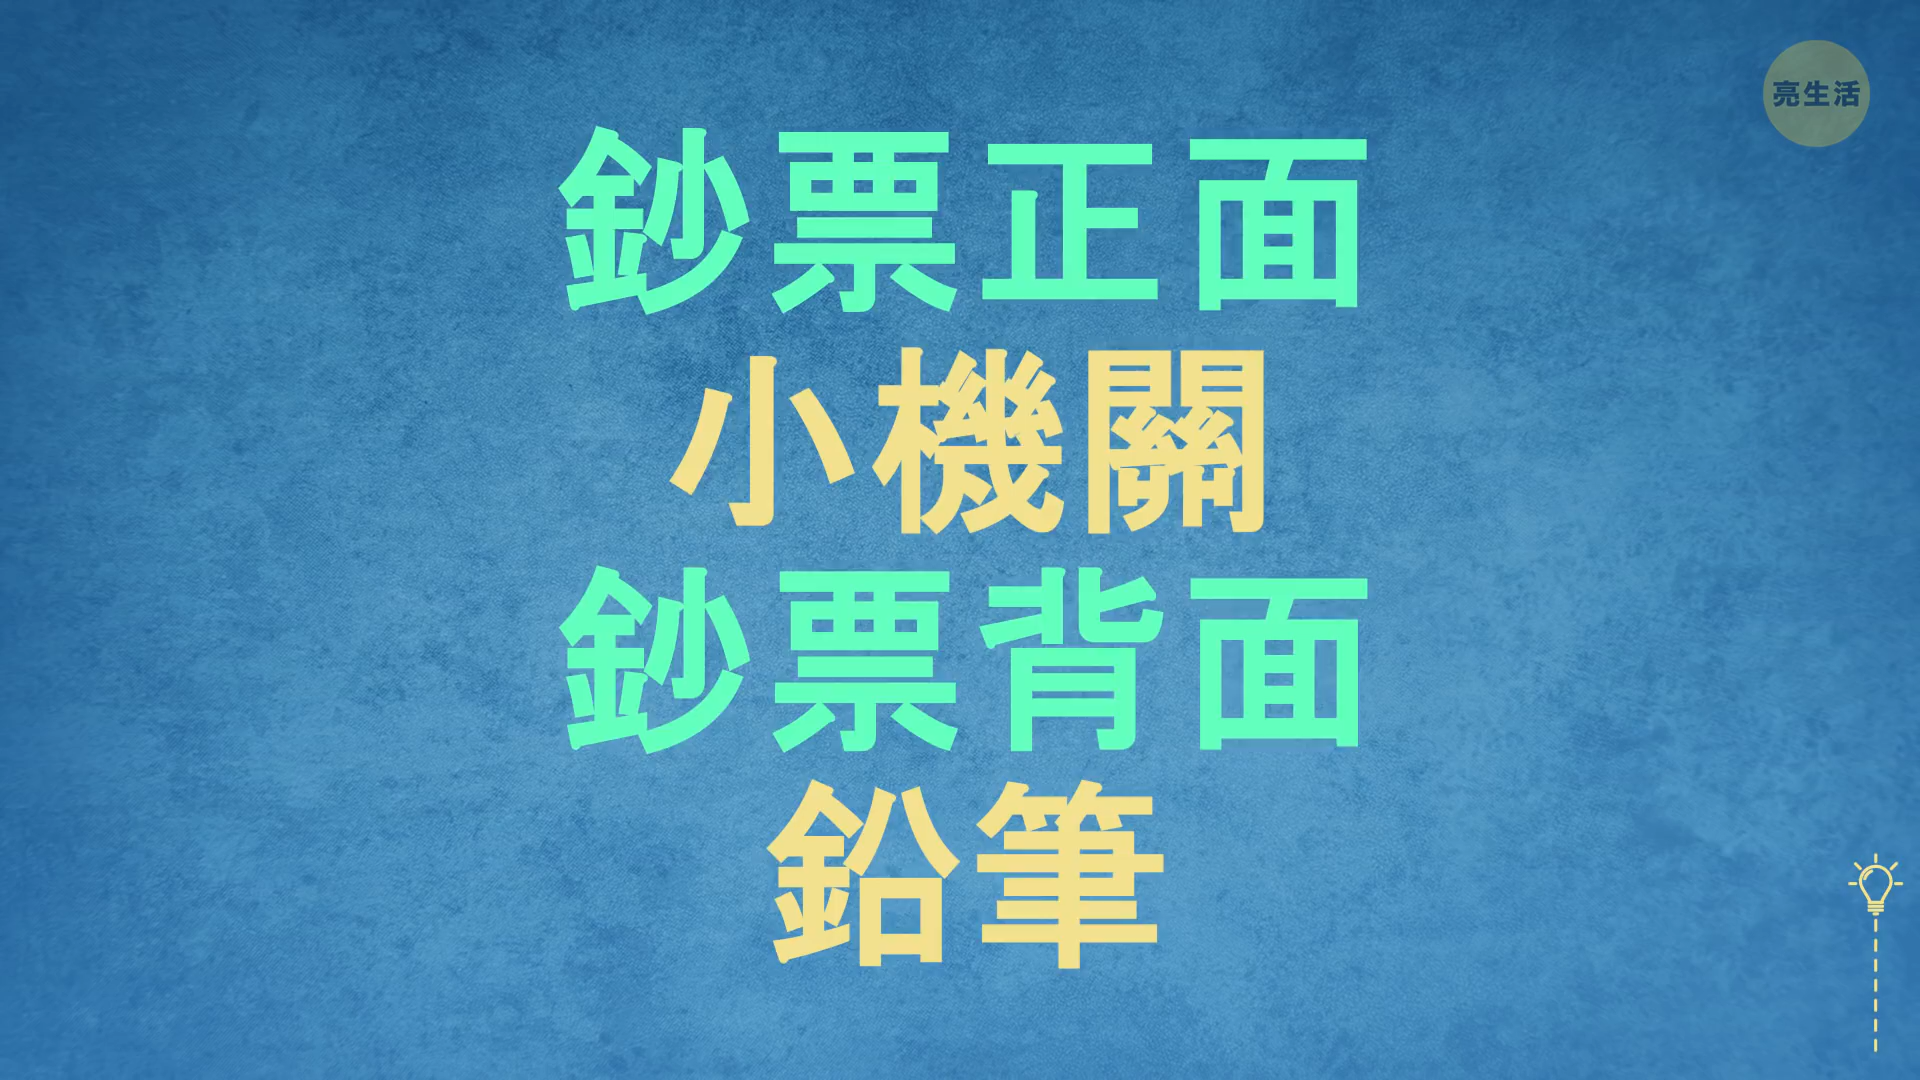 亮生活
鈔票正面
小機關
鈔票背面
鉛筆